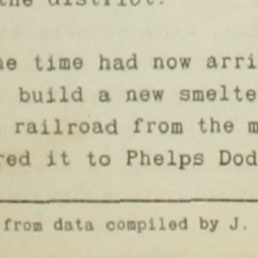 the district.
he time had now arri
build a new smelte
railroad from the m
red it to Phelps Dod
from data compiled by J.